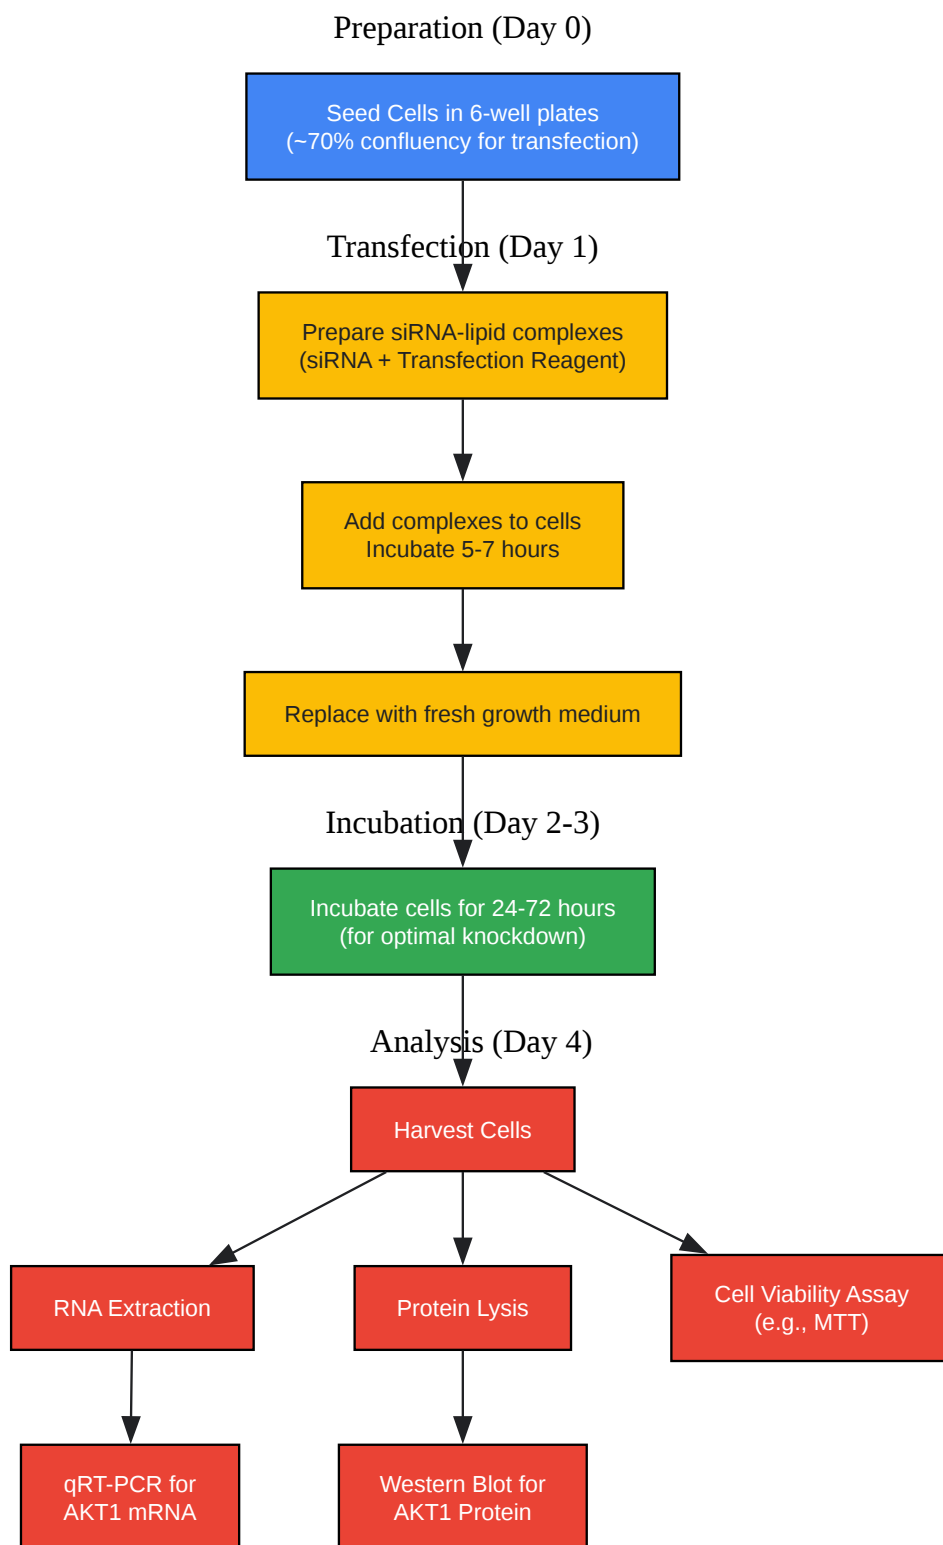 Preparation (Day 0)
Seed Cells in 6-well plates
(~70% confluency for transfection)
Transfection (Day 1)
Prepare siRNA-lipid complexes
(siRNA + Transfection Reagent)
Add complexes to cells
Incubate 5-7 hours
Replace with fresh growth medium
Incubation (Day 2-3)
Incubate cells for 24-72 hours
(for optimal knockdown)
Analysis (Day 4)
Harvest Cells
RNA Extraction
Protein Lysis
Cell Viability Assay
(e.g., MTT)
qRT-PCR for
AKT1 mRNA
Western Blot for
AKT1 Protein